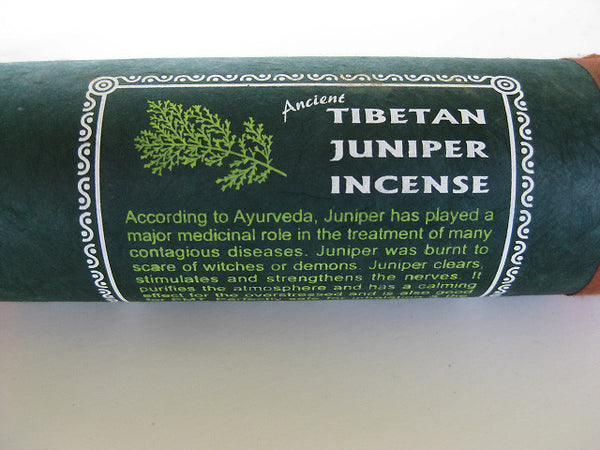 Ancient
TIBETAN
JUNIPER
INCENSE
According to Ayurveda, Juniper has played a
major medicinal role in the treatment of many
contagious diseases. Juniper was burnt to
scare of witches or demons. Juniper clears,
stimulates and strengthens the nerves. It
purifies the atmosphere and has a calming
effect for the overstressed and is also good